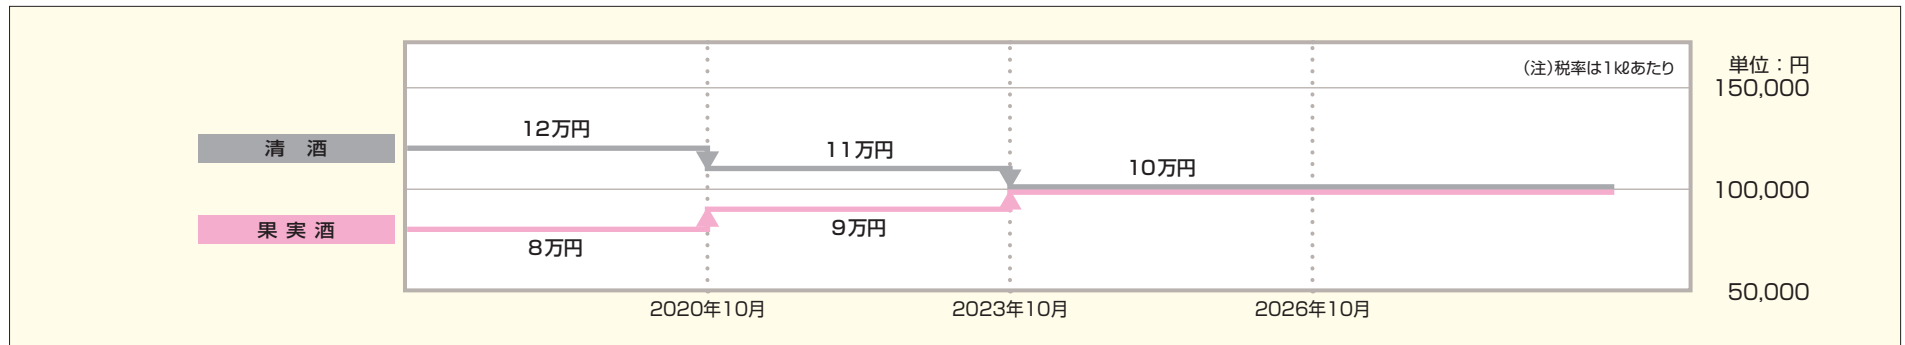 (注)税率は1㎘あたり
単位：円
150,000
12万円
清 酒
11万円
10万円
100,000
果実酒
9万円
8万円
50,000
2020年10月
2023年10月
2026年10月